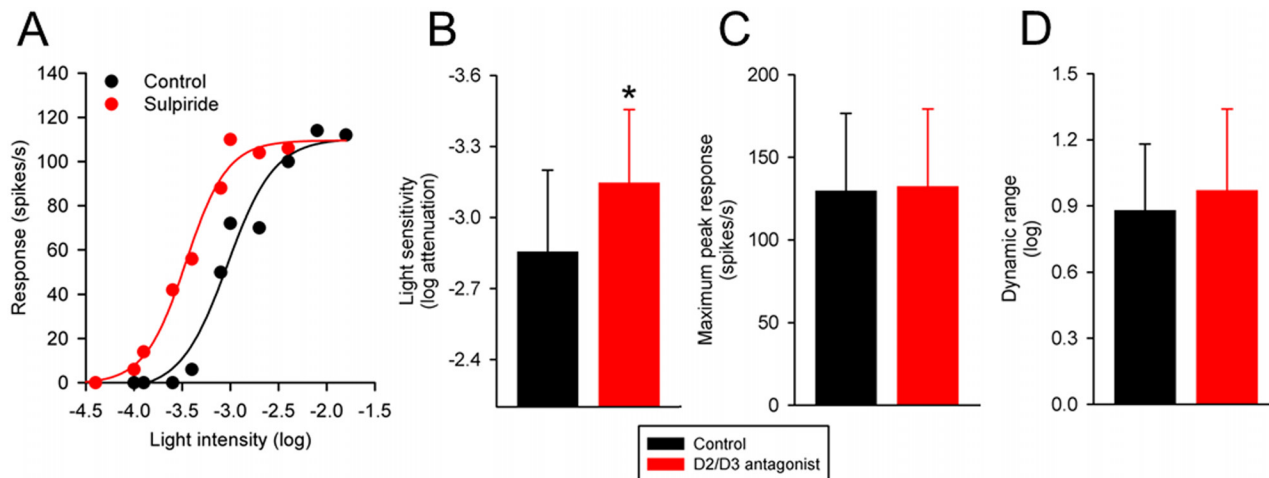 A
Response (spikes/s)
140
120
100
80
60
40
20
0
Control
Sulpiride
-4.5 -4.0 -3.5 -3.0 -2.5 -2.0 -1.5
Light intensity (log)
B
Light sensitivity
(log attenuation)
-3.6
-3.3
-3.0
-2.7
-2.4
*
C
Maximum peak response
(spikes/s)
200
150
100
50
0
D
Dynamic range
(log)
1.5
1.2
0.9
0.6
0.3
0.0
Control
D2/D3 antagonist